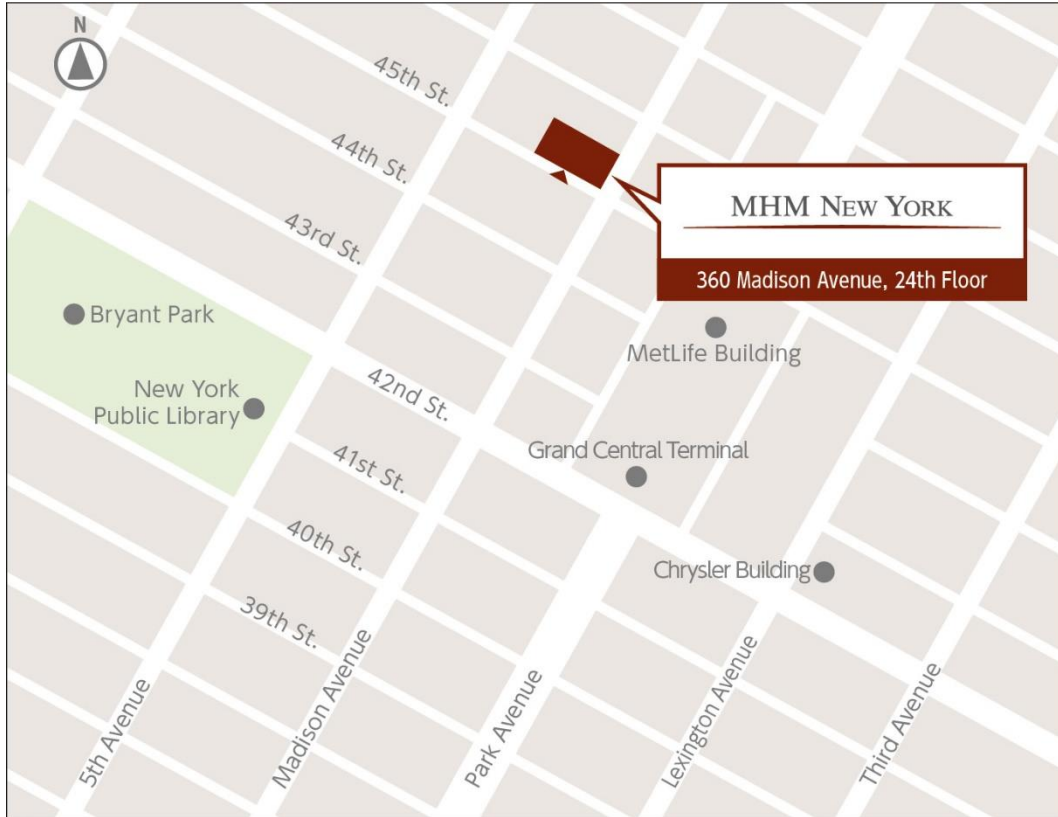 N
45th St.
44th St.
43rd St.
MHM NEW YORK
360 Madison Avenue, 24th Floor
Bryant Park
MetLife Building
New York
Public Library
42nd St.
Grand Central Terminal
41st St.
40th St.
Chrysler Building
39th St.
5th Avenue
Madison Avenue
Park Avenue
Lexington Avenue
Third Avenue